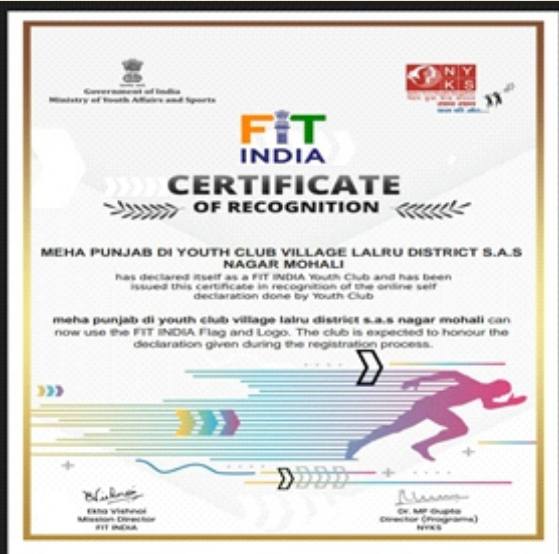 Government of India
Ministry of Youth Affairs and Sports
NYKS
FiT
INDIA
CERTIFICATE
OF RECOGNITION
MEHA PUNJAB DI YOUTH CLUB VILLAGE LALRU DISTRICT S.A.S
NAGAR MOHALI
has declared itself as a FIT INDIA Youth Club and has been
issued this certificate in recognition of the online self
declaration done by Youth Club
meha punjab di youth club village lalru district s.a.s nagar mohali can
now use the FIT INDIA Flag and Logo. The club is expected to honour the
declaration given during the registration process.
Ekta Vishnoi
Mission Director
FIT INDIA
Dr. MP Gupta
Director (Programs)
NYKS